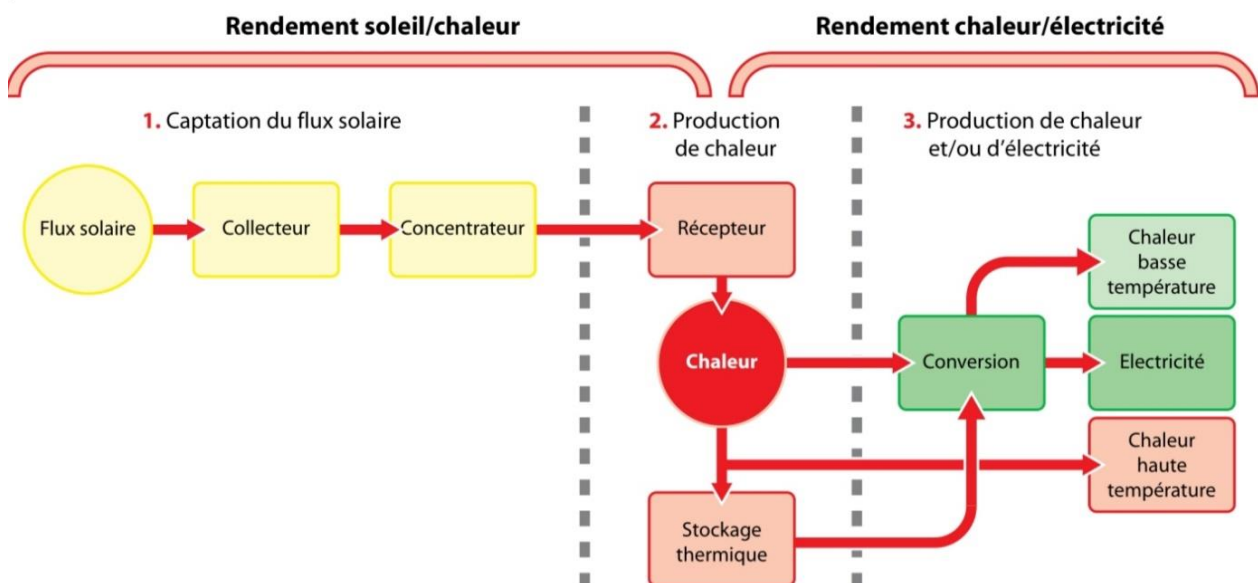 Rendement soleil/chaleur
Rendement chaleur/électricité
1. Captation du flux solaire
2. Production
de chaleur
3. Production de chaleur
et/ou d'électricité
Flux solaire
Collecteur
Concentrateur
Récepteur
Chaleur
basse
température
Chaleur
Conversion
Electricité
Chaleur
haute
température
Stockage
thermique